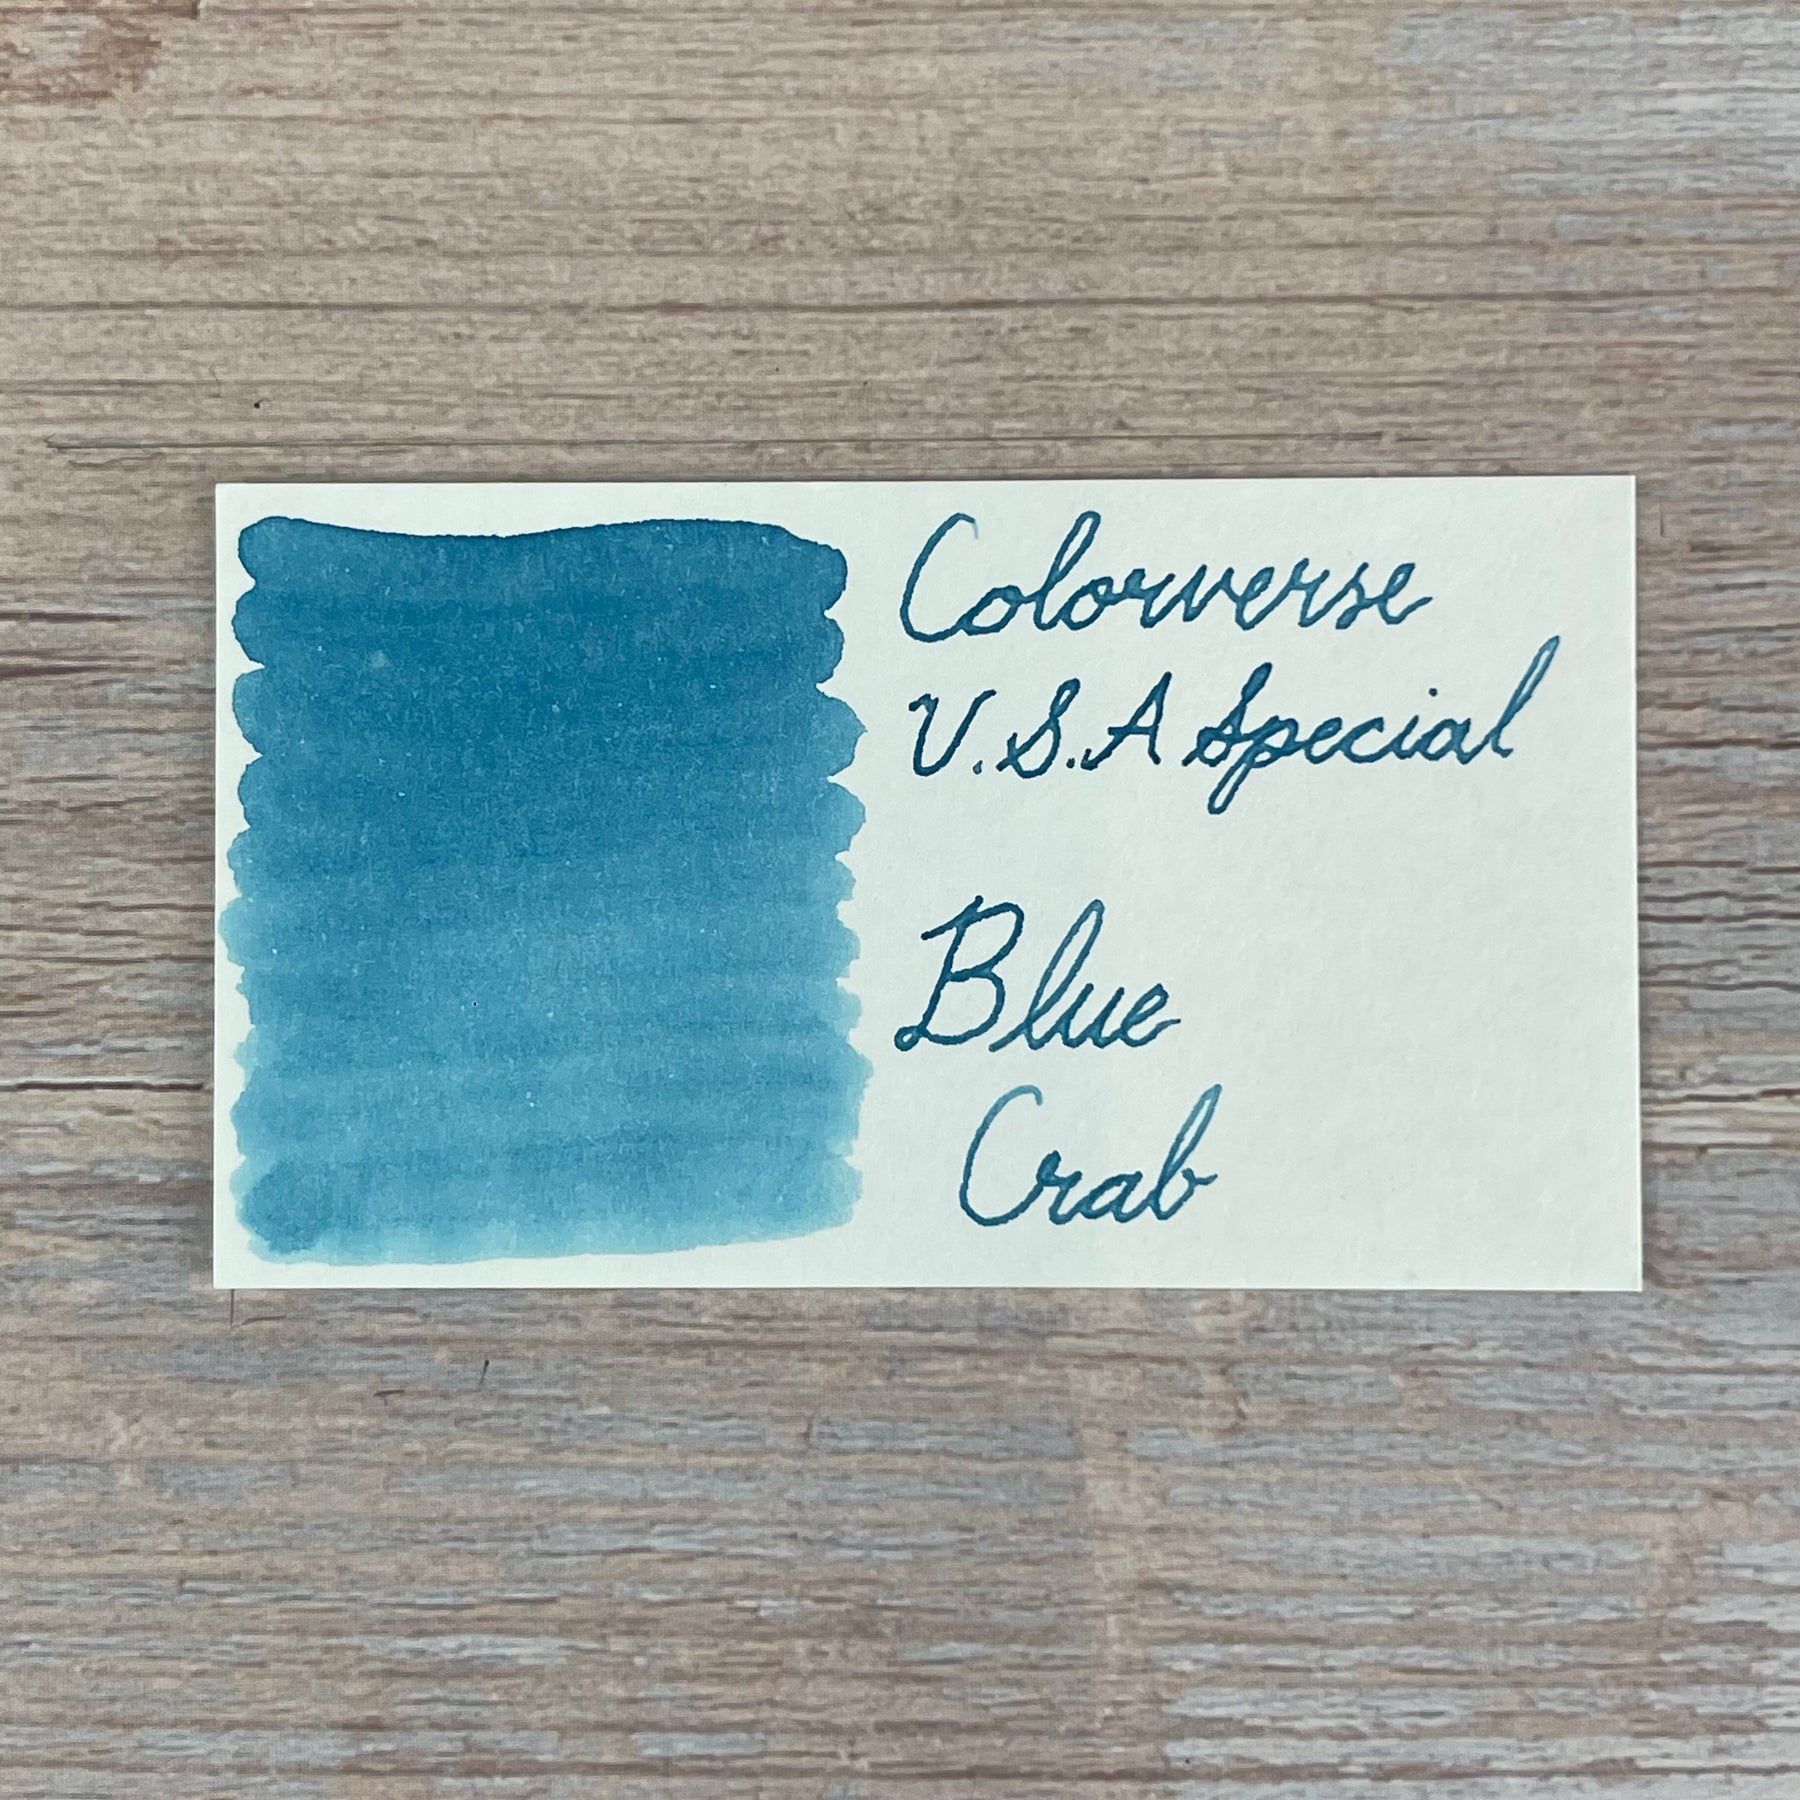 Colorverse
U.S.A Special
Blue
Crab